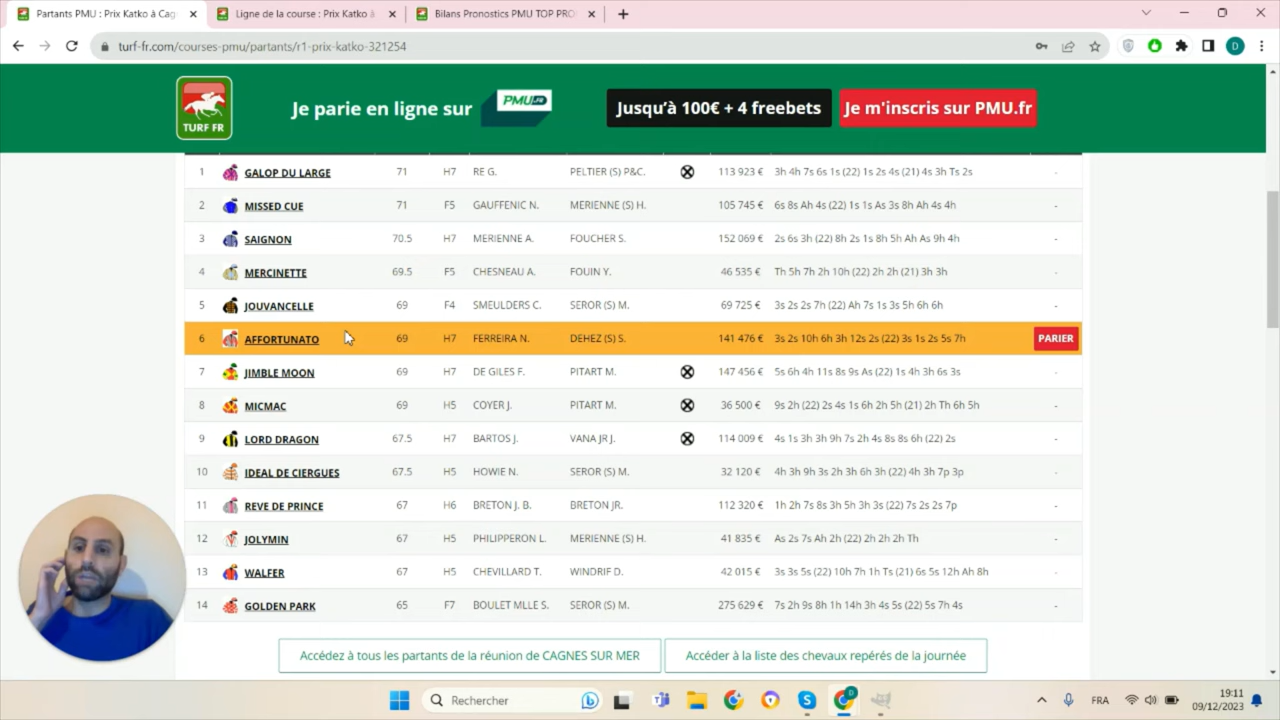 Partants PMU : Prix Katko à Cag
Ligne de la course : Prix Katko à
Bilans Pronostics PMU TOP PRO
turf-fr.com/courses-pmu/partants/r1-prix-katko-321254
D
TURF FR
Je parie en ligne sur
PMU.fr
Jusqu'à 100€ + 4 freebets
Je m'inscris sur PMU.fr
1 GALOP DU LARGE 71 H7 RE G. PELTIER (S) P&C. 113 923 € 3h 4h 7s 6s 1s (22) 1s 2s 4s (21) 4s 3h Ts 2s -
2 MISSED CUE 71 F5 GAUFFENIC N. MERIENNE (S) H. 105 745 € 6s 8s Ah 4s (22) 1s 1s As 3s 8h Ah 4s 4h -
3 SAIGNON 70.5 H7 MERIENNE A. FOUCHER S. 152 069 € 2s 6s 3h (22) 8h 2s 1s 8h 5h Ah As 9h 4h -
4 MERCINETTE 69.5 F5 CHESNEAU A. FOUIN Y. 46 535 € Th 5h 7h 2h 10h (22) 2h 2h (21) 3h 3h -
5 JOUVANCELLE 69 F4 SMEULDERS C. SEROR (S) M. 69 725 € 3s 2s 2s 7h (22) Ah 7s 1s 3s 5h 6h 6h -
6 AFFORTUNATO 69 H7 FERREIRA N. DEHEZ (S) S. 141 476 € 3s 2s 10h 6h 3h 12s 2s (22) 3s 1s 2s 5s 7h PARIER
7 JIMBLE MOON 69 H7 DE GILES F. PITART M. 147 456 € 5s 6h 4h 11s 8s 9s As (22) 1s 4h 3h 6s 3s -
8 MICMAC 69 H5 COYER J. PITART M. 36 500 € 9s 2h (22) 2s 4s 1s 6h 2h 5h (21) 2h Th 6h 5h -
9 LORD DRAGON 67.5 H7 BARTOS J. VANA JR J. 114 009 € 4s 1s 3h 3h 9h 7s 2h 4s 8s 8s 6h (22) 2s -
10 IDEAL DE CIERGUES 67.5 H5 HOWIE N. SEROR (S) M. 32 120 € 4h 3h 9h 3s 2h 3h 6h 3h (22) 4h 3h 7p 3p -
11 REVE DE PRINCE 67 H6 BRETON J. B. BRETON JR. 112 320 € 1h 2h 7s 8s 3h 5h 3h 3s (22) 7s 2s 2s 7p -
12 JOLYMIN 67 H5 PHILIPPERON L. MERIENNE (S) H. 41 835 € As 2s 7s Ah 2h (22) 2h 2h 2h Th -
13 WALFER 67 H5 CHEVILLARD T. WINDRIF D. 42 015 € 3s 3s 5s (22) 10h 7h 1h Ts (21) 6s 5s 12h Ah 8h -
14 GOLDEN PARK 65 F7 BOULET MLLE S. SEROR (S) M. 275 629 € 7s 2h 9s 8h 1h 14h 3h 4s 5s (22) 5s 7h 4s -
Accédez à tous les partants de la réunion de CAGNES SUR MER
Accéder à la liste des chevaux repérés de la journée
Rechercher
FRA
19:11
09/12/2023